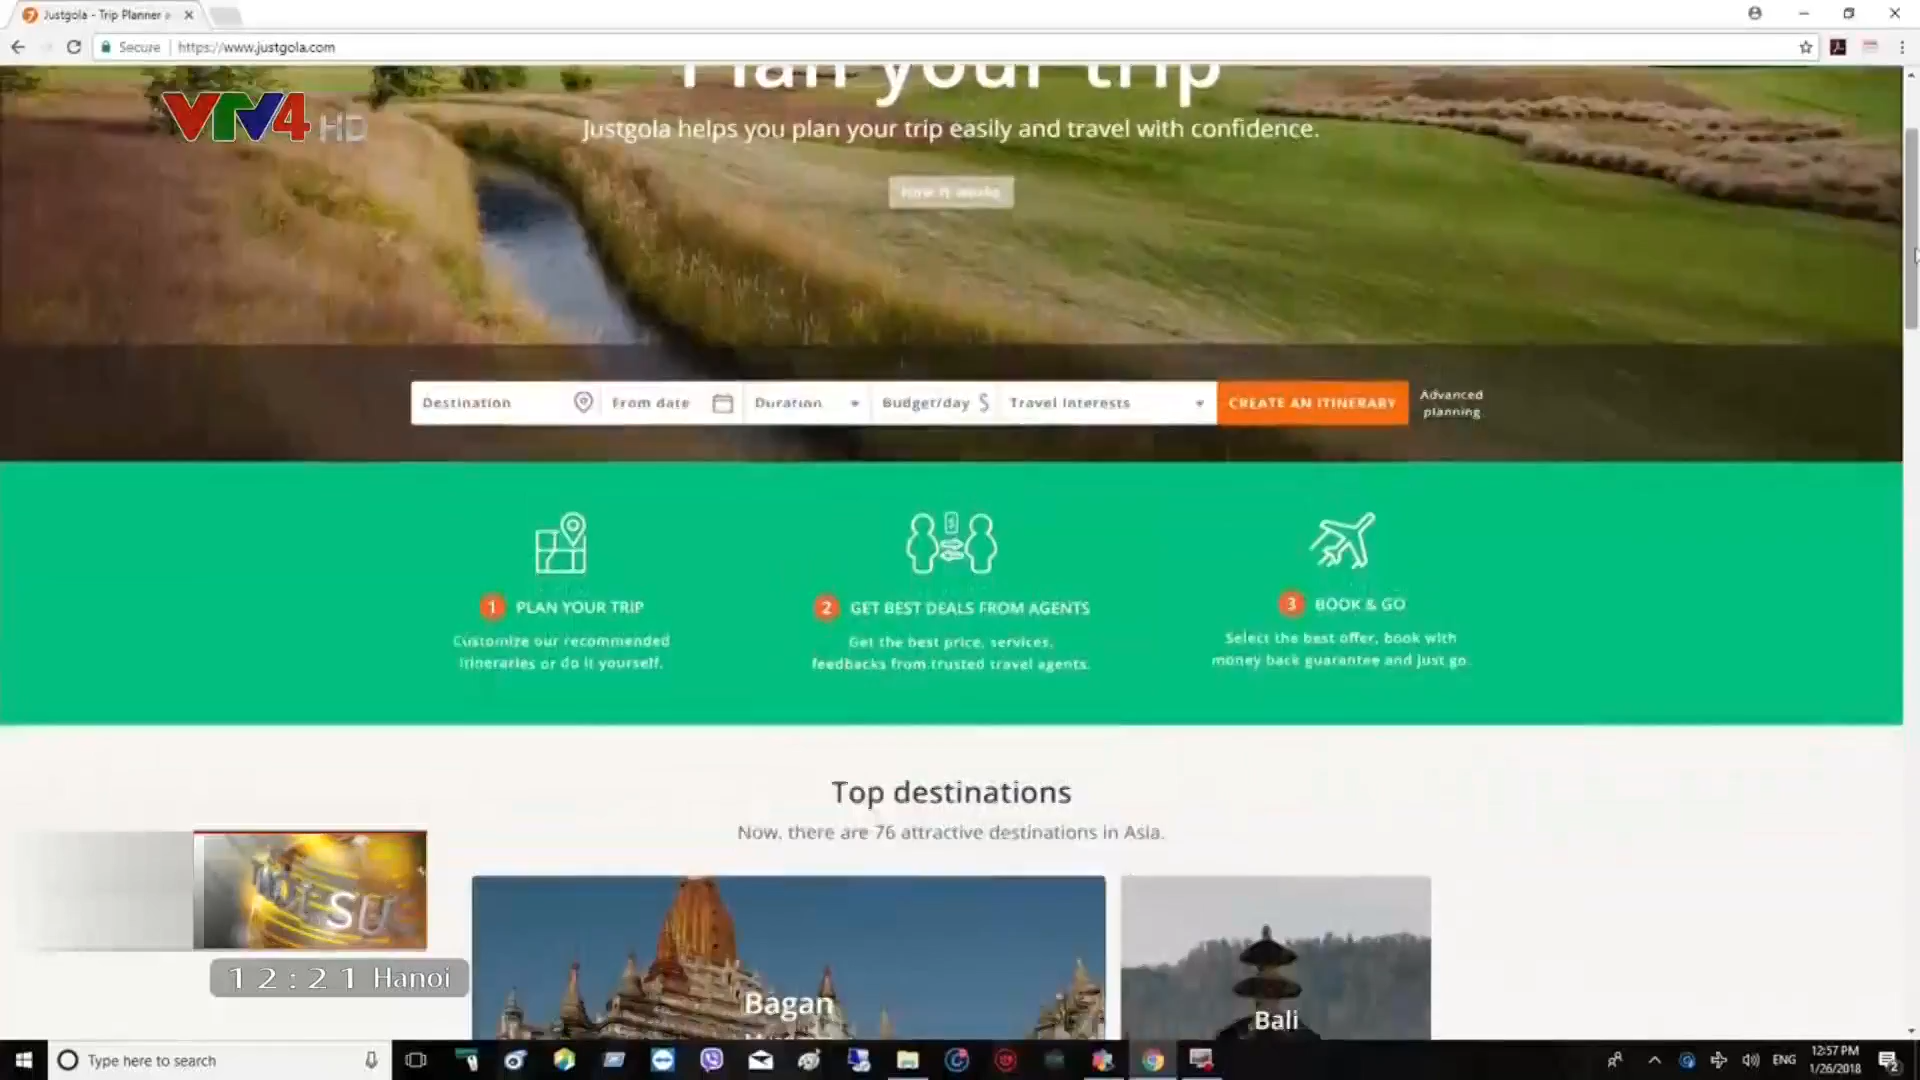 Justgola - Trip Planner
Secure
https://www.justgola.com
Plan your trip
VTV4 HD
Justgola helps you plan your trip easily and travel with confidence.
How it works
Destination
From date
Duration
Budget/day $
Travel Interests
CREATE AN ITINERARY
Advanced
planning
1 PLAN YOUR TRIP
Customize our recommended
itineraries or do it yourself.
2 GET BEST DEALS FROM AGENTS
Get the best price, services,
feedbacks from trusted travel agents.
3 BOOK & GO
Select the best offer, book with
money back guarantee and just go.
Top destinations
Now, there are 76 attractive destinations in Asia.
Bagan
Bali
12:21 Hanoi
Type here to search
ENG
12:57 PM
1/26/2018
2